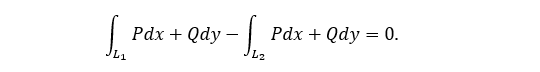 ∫_{L₁} Pdx + Qdy − ∫_{L₂} Pdx + Qdy = 0.